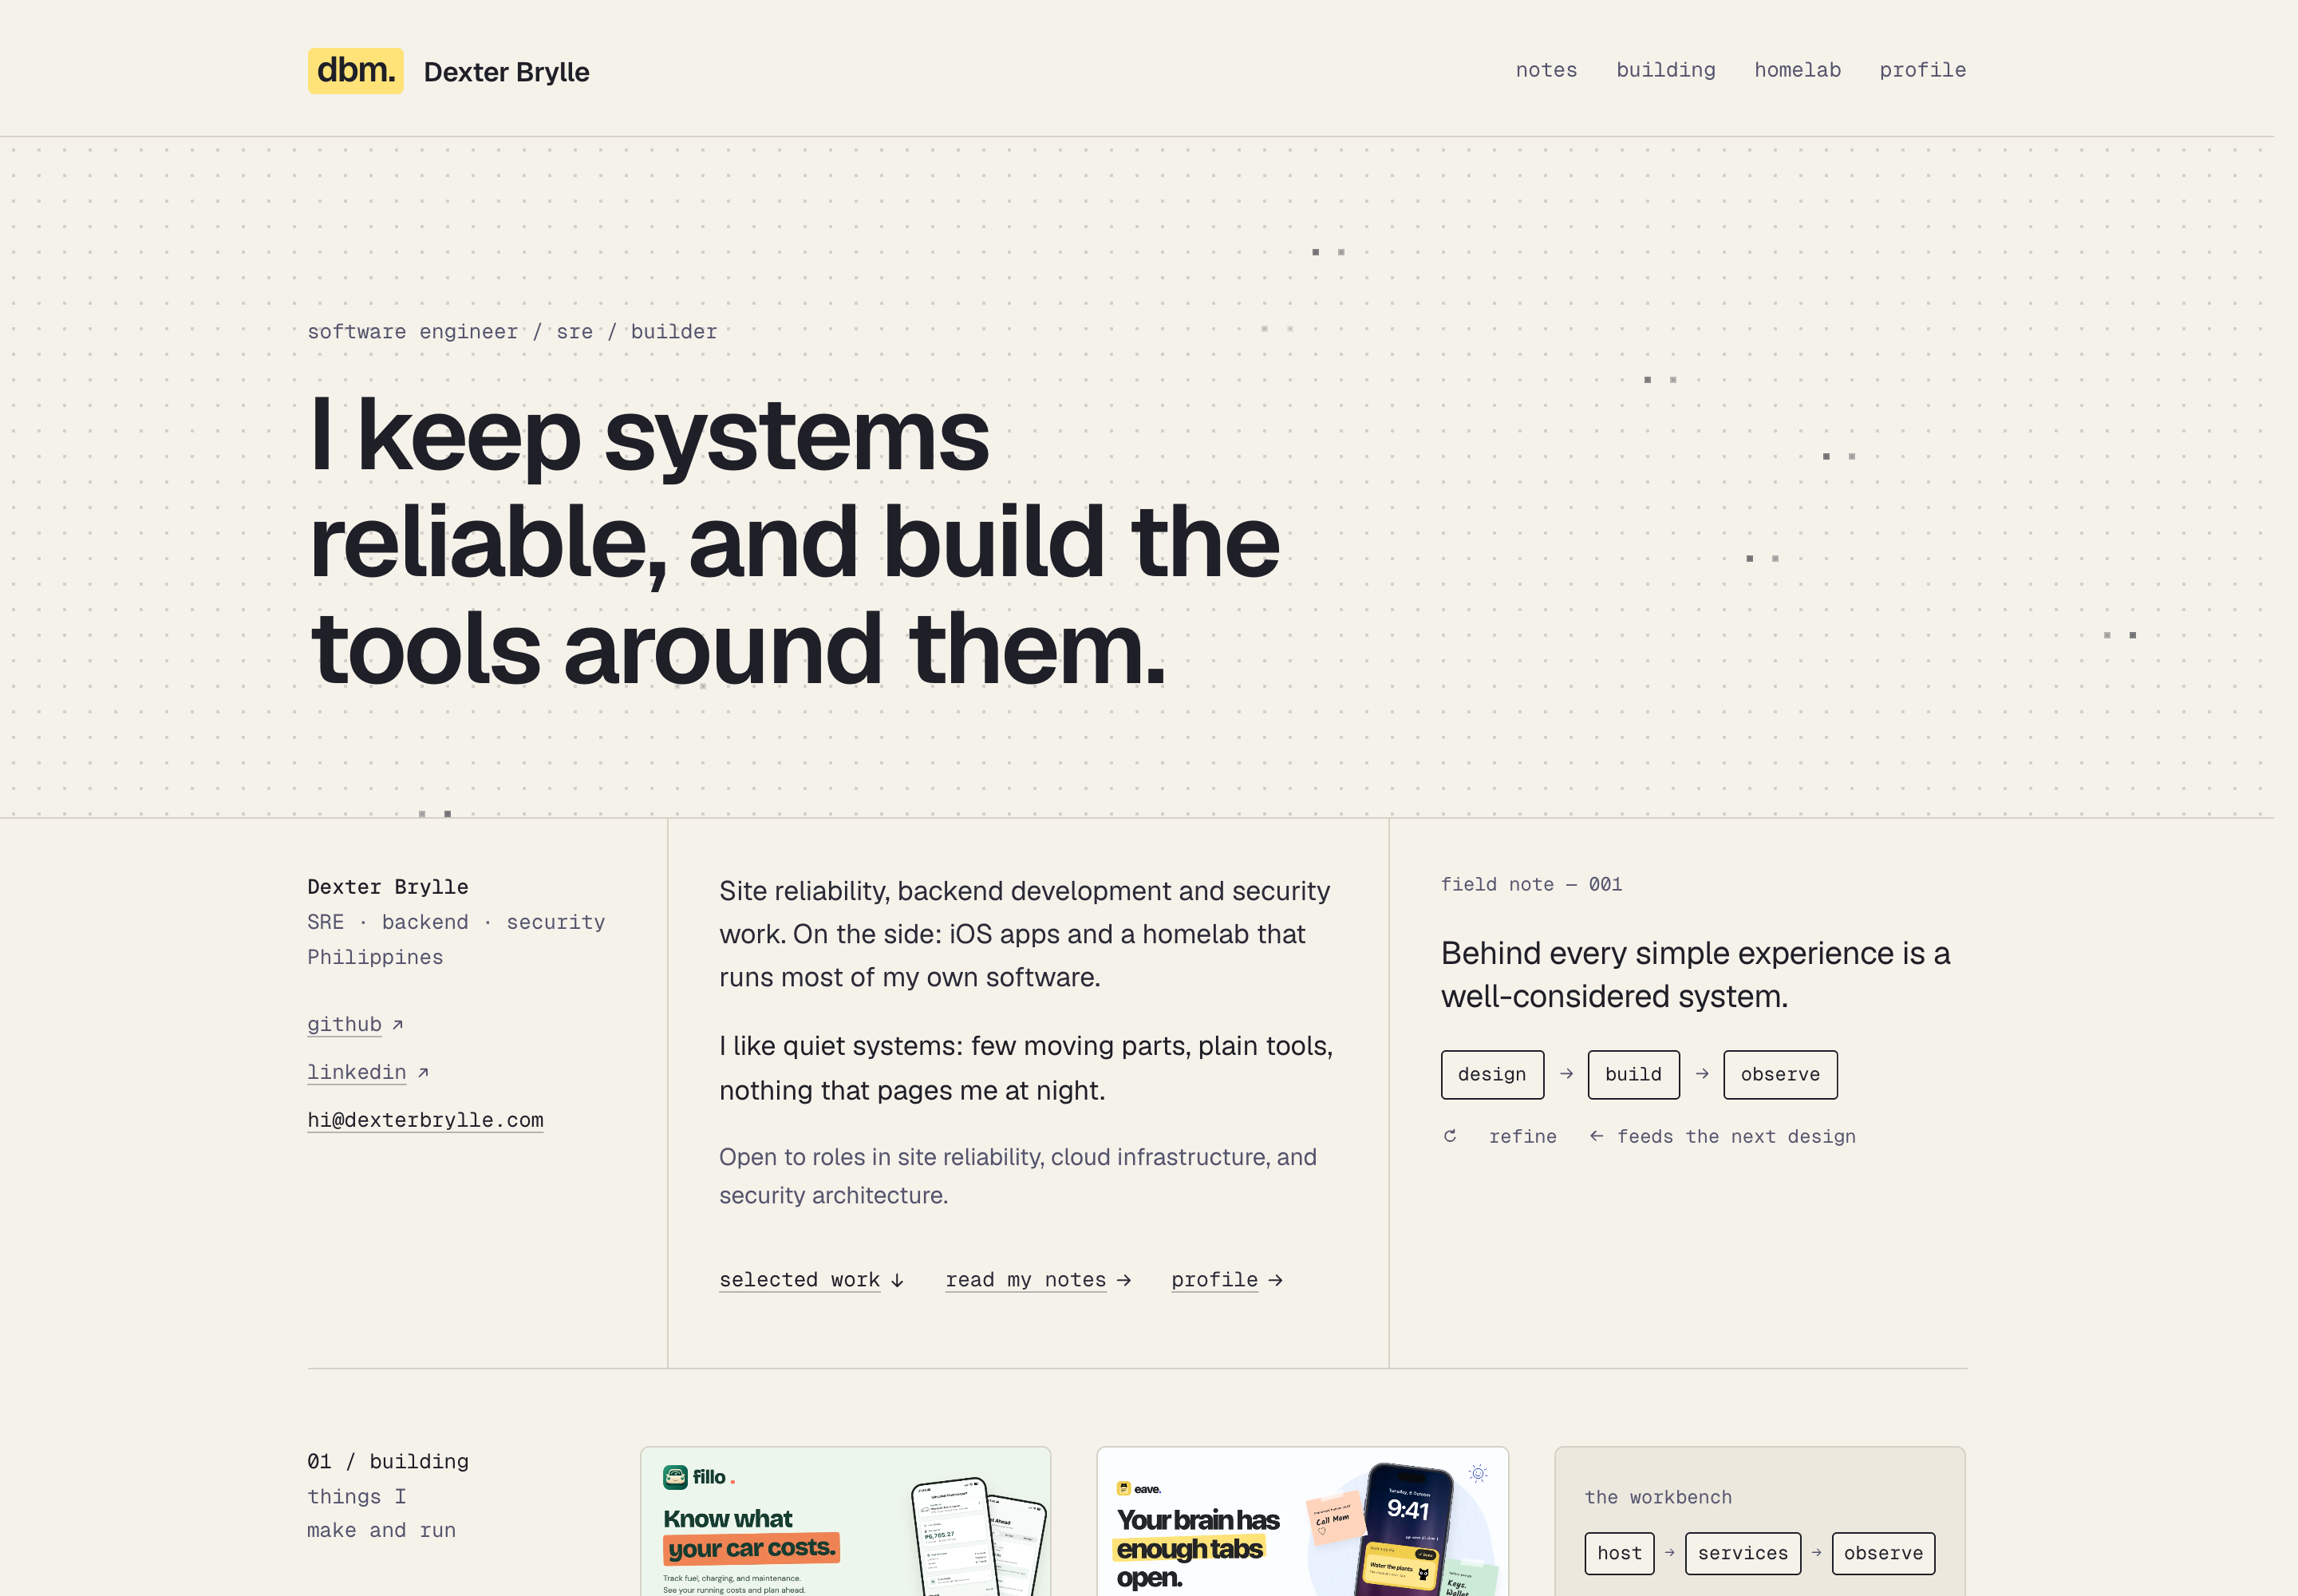 dbm. Dexter Brylle
notes building homelab profile
software engineer / sre / builder
I keep systems
reliable, and build the
tools around them.
Dexter Brylle
SRE · backend · security
Philippines
github ↗
linkedin ↗
hi@dexterbrylle.com
Site reliability, backend development and security
work. On the side: iOS apps and a homelab that
runs most of my own software.
I like quiet systems: few moving parts, plain tools,
nothing that pages me at night.
Open to roles in site reliability, cloud infrastructure, and
security architecture.
selected work ↓ read my notes → profile →
field note — 001
Behind every simple experience is a
well-considered system.
design → build → observe
↻ refine ← feeds the next design
01 / building
things I
make and run
fillo.
Know what
your car costs.
Track fuel, charging, and maintenance.
See your running costs and plan ahead.
₱6,765.27
eave.
Your brain has
enough tabs
open.
Call Mom
9:41
Water the plants
Keys.
the workbench
host → services → observe